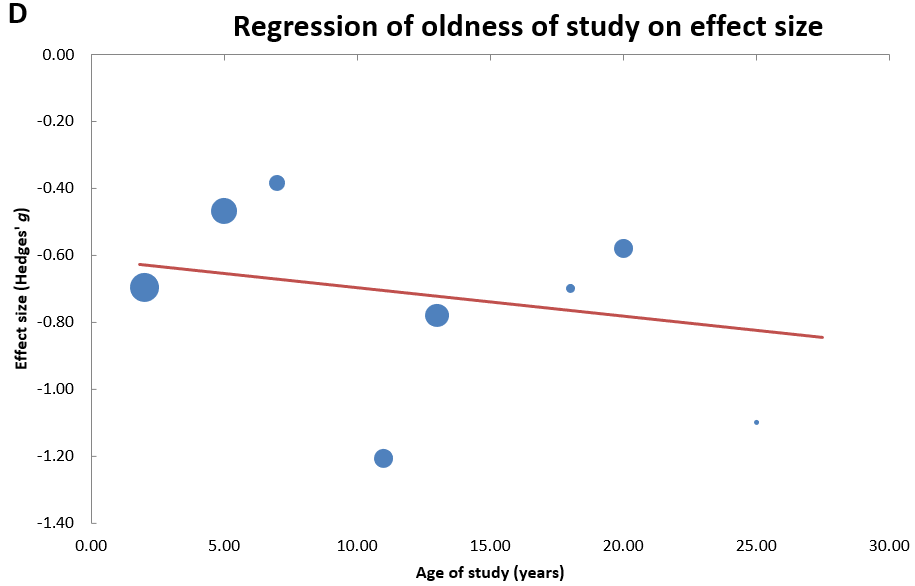 D
Regression of oldness of study on effect size
0.00
-0.20
-0.40
-0.60
-0.80
-1.00
-1.20
-1.40
Effect size (Hedges' g)
0.00 5.00 10.00 15.00 20.00 25.00 30.00
Age of study (years)